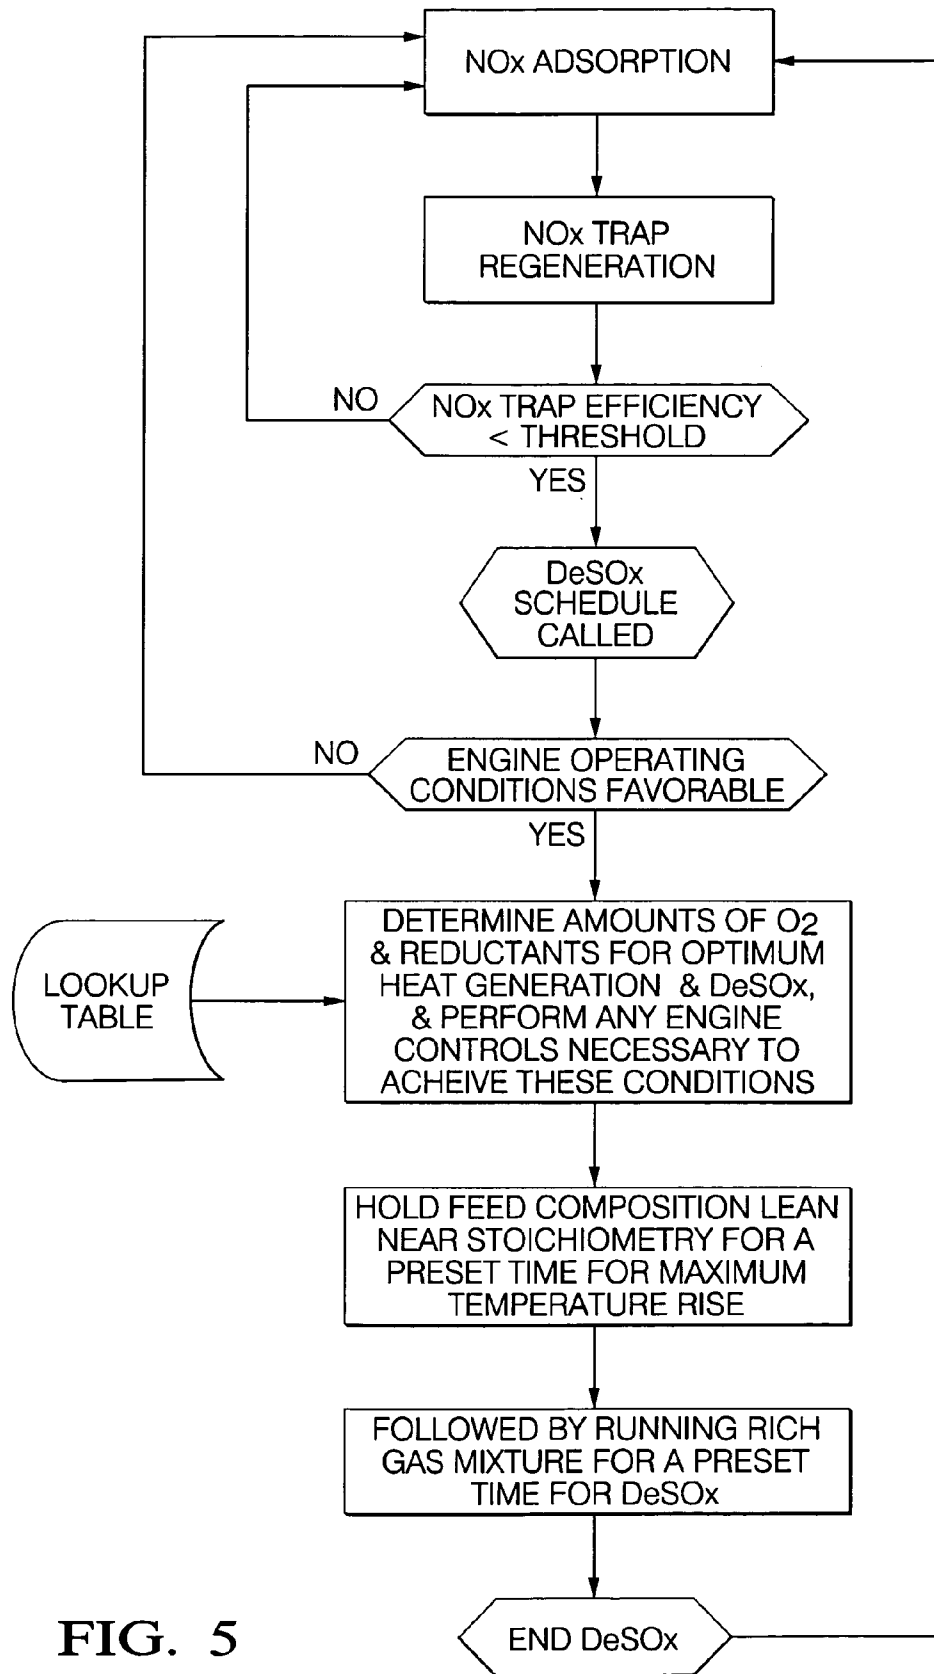 NOx ADSORPTION
NOx TRAP
REGENERATION
NO
NOx TRAP EFFICIENCY
< THRESHOLD
YES
DeSOx
SCHEDULE
CALLED
NO
ENGINE OPERATING
CONDITIONS FAVORABLE
YES
LOOKUP
TABLE
DETERMINE AMOUNTS OF O2
& REDUCTANTS FOR OPTIMUM
HEAT GENERATION & DeSOx,
& PERFORM ANY ENGINE
CONTROLS NECESSARY TO
ACHEIVE THESE CONDITIONS
HOLD FEED COMPOSITION LEAN
NEAR STOICHIOMETRY FOR A
PRESET TIME FOR MAXIMUM
TEMPERATURE RISE
FOLLOWED BY RUNNING RICH
GAS MIXTURE FOR A PRESET
TIME FOR DeSOx
END DeSOx
FIG. 5